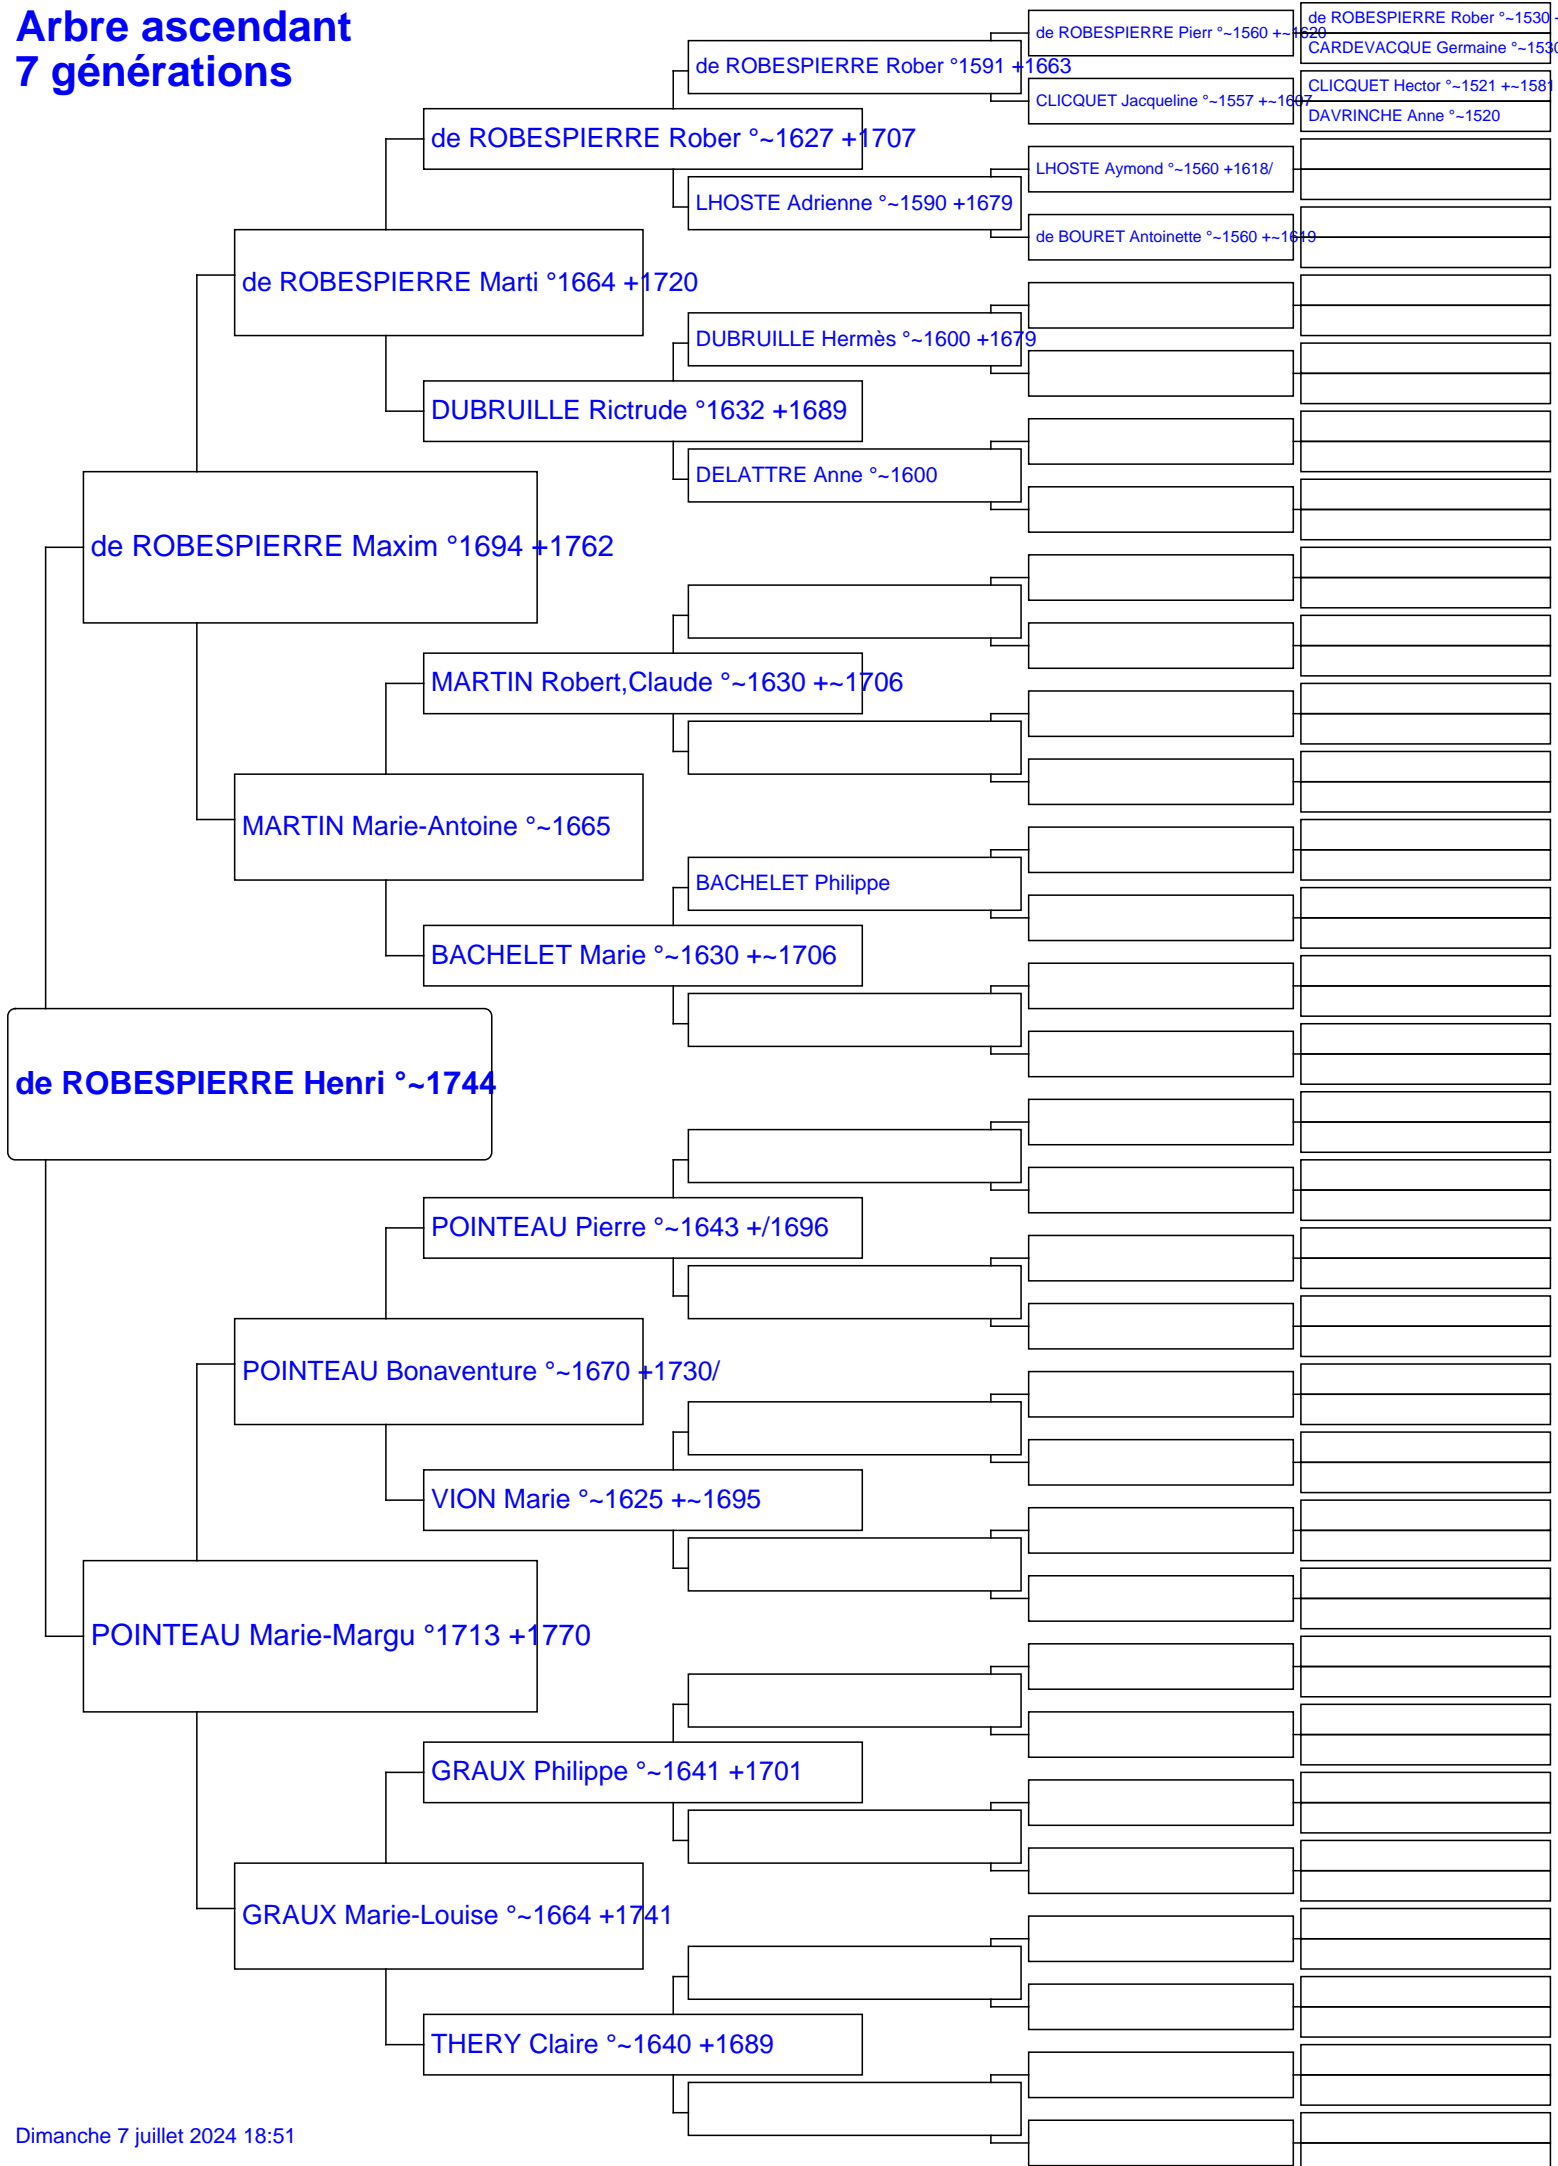 Arbre ascendant
7 générations
de ROBESPIERRE Rober °~1530 +
de ROBESPIERRE Pierr °~1560 +~1620
CARDEVACQUE Germaine °~1530
de ROBESPIERRE Rober °1591 +1663
CLICQUET Hector °~1521 +~1581
CLICQUET Jacqueline °~1557 +~1607
DAVRINCHE Anne °~1520
de ROBESPIERRE Rober °~1627 +1707
LHOSTE Aymond °~1560 +1618/
LHOSTE Adrienne °~1590 +1679
de BOURET Antoinette °~1560 +~1619
de ROBESPIERRE Marti °1664 +1720
DUBRUILLE Hermès °~1600 +1679
DUBRUILLE Rictrude °1632 +1689
DELATTRE Anne °~1600
de ROBESPIERRE Maxim °1694 +1762
MARTIN Robert,Claude °~1630 +~1706
MARTIN Marie-Antoine °~1665
BACHELET Philippe
BACHELET Marie °~1630 +~1706
de ROBESPIERRE Henri °~1744
POINTEAU Pierre °~1643 +/1696
POINTEAU Bonaventure °~1670 +1730/
VION Marie °~1625 +~1695
POINTEAU Marie-Margu °1713 +1770
GRAUX Philippe °~1641 +1701
GRAUX Marie-Louise °~1664 +1741
THERY Claire °~1640 +1689
Dimanche 7 juillet 2024 18:51